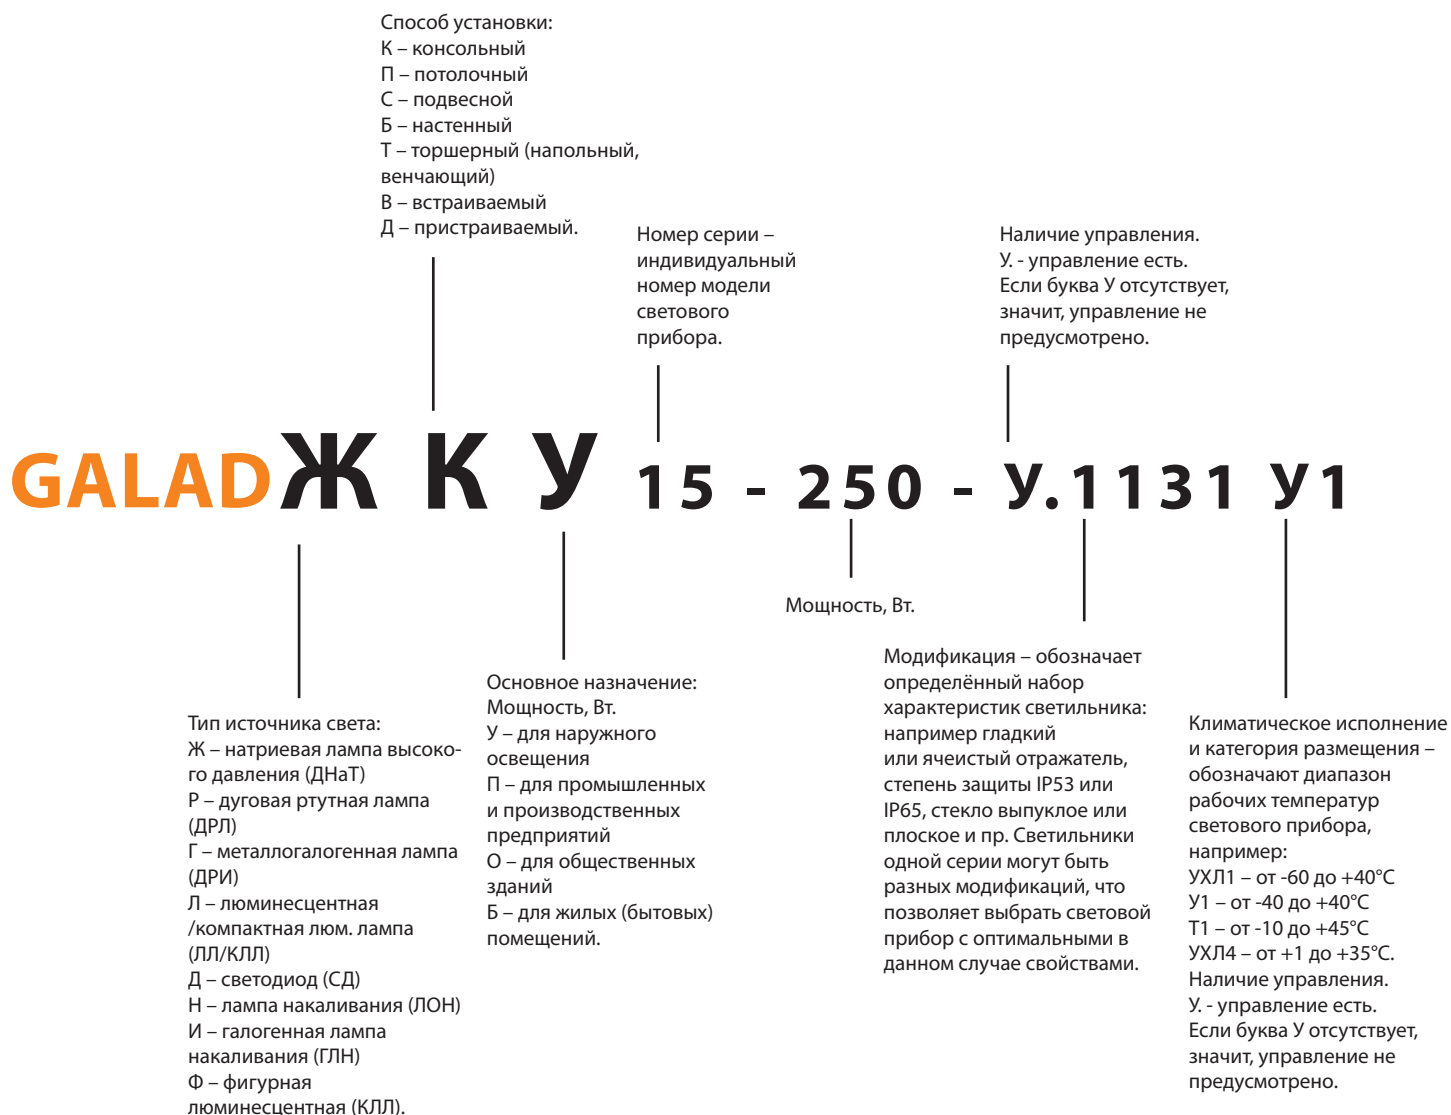 Способ установки:
К – консольный
П – потолочный
С – подвесной
Б – настенный
Т – торшерный (напольный,
венчающий)
В – встраиваемый
Д – пристраиваемый.
Номер серии –
индивидуальный
номер модели
светового
прибора.
Наличие управления.
У. - управление есть.
Если буква У отсутствует,
значит, управление не
предусмотрено.
GALAD Ж К У 15 - 250 - У.1131 У1
Мощность, Вт.
Тип источника света:
Ж – натриевая лампа высоко-
го давления (ДНаТ)
Р – дуговая ртутная лампа
(ДРЛ)
Г – металлогалогенная лампа
(ДРИ)
Л – люминесцентная
/компактная люм. лампа
(ЛЛ/КЛЛ)
Д – светодиод (СД)
Н – лампа накаливания (ЛОН)
И – галогенная лампа
накаливания (ГЛН)
Ф – фигурная
люминесцентная (КЛЛ).
Основное назначение:
Мощность, Вт.
У – для наружного
освещения
П – для промышленных
и производственных
предприятий
О – для общественных
зданий
Б – для жилых (бытовых)
помещений.
Модификация – обозначает
определённый набор
характеристик светильника:
например гладкий
или ячеистый отражатель,
степень защиты IP53 или
IP65, стекло выпуклое или
плоское и пр. Светильники
одной серии могут быть
разных модификаций, что
позволяет выбрать световой
прибор с оптимальными в
данном случае свойствами.
Климатическое исполнение
и категория размещения –
обозначают диапазон
рабочих температур
светового прибора,
например:
УХЛ1 – от -60 до +40°С
У1 – от -40 до +40°С
Т1 – от -10 до +45°С
УХЛ4 – от +1 до +35°С.
Наличие управления.
У. - управление есть.
Если буква У отсутствует,
значит, управление не
предусмотрено.